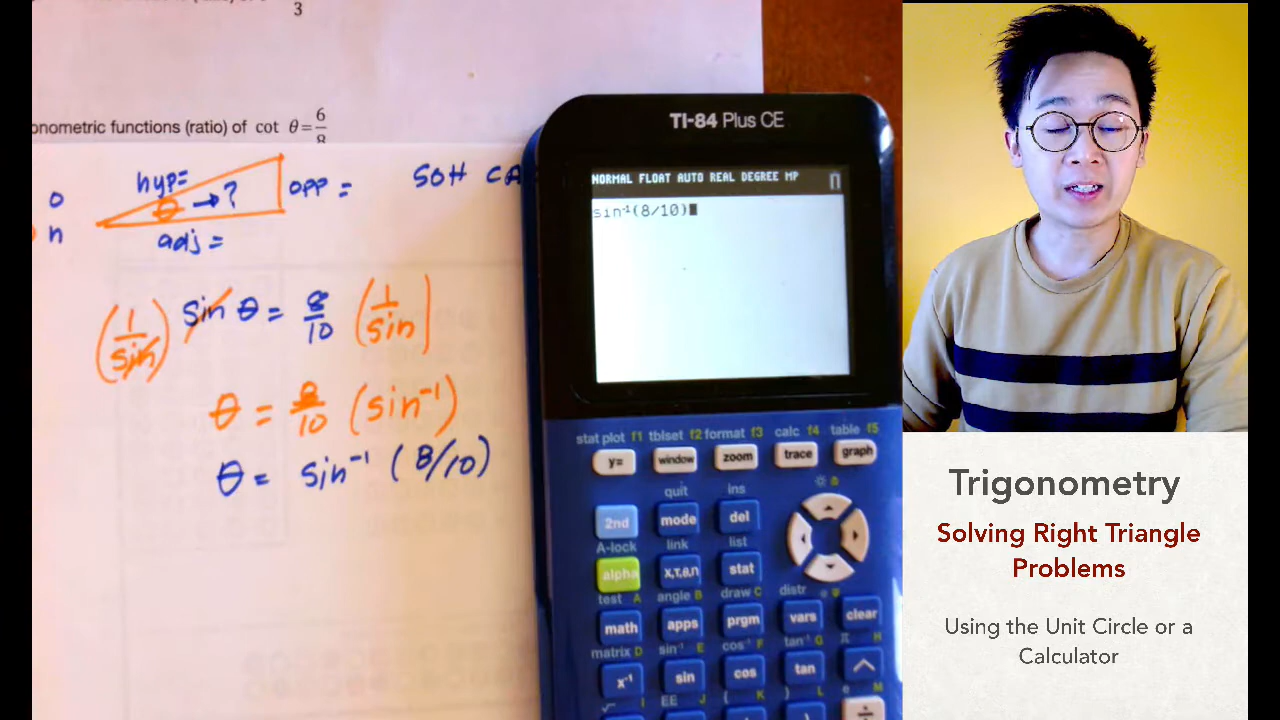 3
onometric functions (ratio) of cot θ = 6/8
hyp=
opp =
SOH CA
θ → ?
o
n
adj =
(1/sin) sin θ = 8/10 (1/sin)
θ = 8/10 (sin⁻¹)
θ = sin⁻¹ (8/10)
TI-84 Plus CE
NORMAL FLOAT AUTO REAL DEGREE MP
sin⁻¹(8/10)
stat plot f1 tblset f2 format f3 calc f4 table f5
y= window zoom trace graph
quit ins
2nd mode del
A-lock link list
alpha X,T,θ,n stat
test A angle B draw C distr
math apps prgm vars clear
matrix D sin⁻¹ E cos⁻¹ F tan⁻¹ G π H
x⁻¹ sin cos tan ^
√ I EE J { K } L e M
÷
Trigonometry
Solving Right Triangle
Problems
Using the Unit Circle or a
Calculator